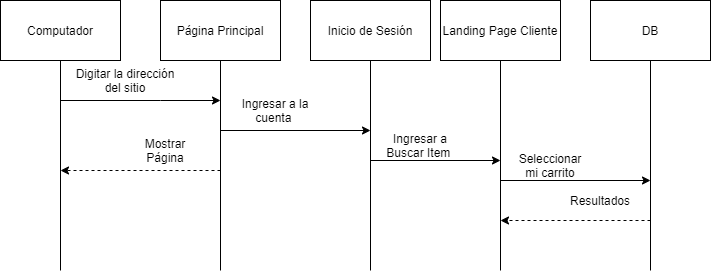 Computador
Página Principal
Inicio de Sesión
Landing Page Cliente
DB
Digitar la dirección
del sitio
Ingresar a la
cuenta
Mostrar
Página
Ingresar a
Buscar Item
Seleccionar
mi carrito
Resultados